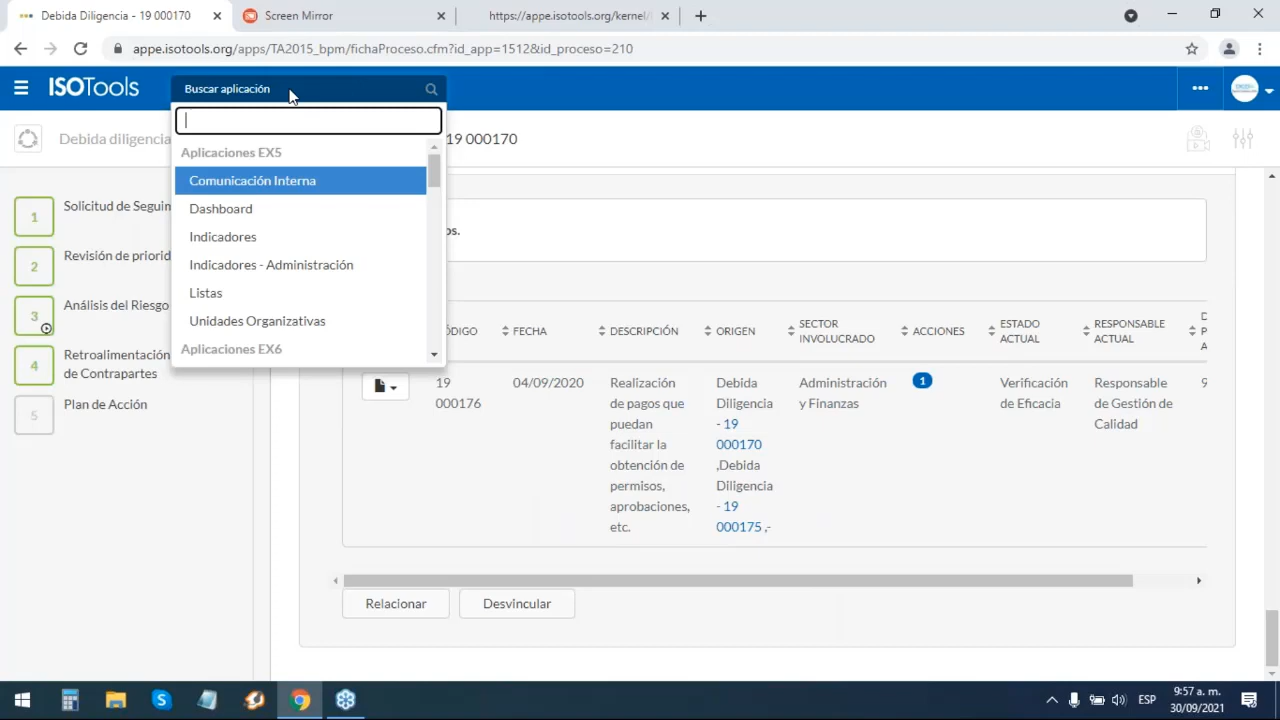 Debida Diligencia - 19 000170
Screen Mirror
https://appe.isotools.org/kernel/
appe.isotools.org/apps/TA2015_bpm/fichaProceso.cfm?id_app=1512&id_proceso=210
ISOTools
Buscar aplicación
Debida diligencia
19 000170
Aplicaciones EX5
Comunicación Interna
Dashboard
Indicadores
Indicadores - Administración
Listas
Unidades Organizativas
Aplicaciones EX6
1
Solicitud de Seguim
2
Revisión de priorid
3
Análisis del Riesgo
4
Retroalimentación
de Contrapartes
5
Plan de Acción
os.
ÓDIGO
FECHA
DESCRIPCIÓN
ORIGEN
SECTOR
INVOLUCRADO
ACCIONES
ESTADO
ACTUAL
RESPONSABLE
ACTUAL
D
P
A
19
000176
04/09/2020
Realización
de pagos que
puedan
facilitar la
obtención de
permisos,
aprobaciones,
etc.
Debida
Diligencia
- 19
000170
,Debida
Diligencia
- 19
000175 ,-
Administración
y Finanzas
1
Verificación
de Eficacia
Responsable
de Gestión de
Calidad
9
Relacionar
Desvincular
ESP
9:57 a. m.
30/09/2021